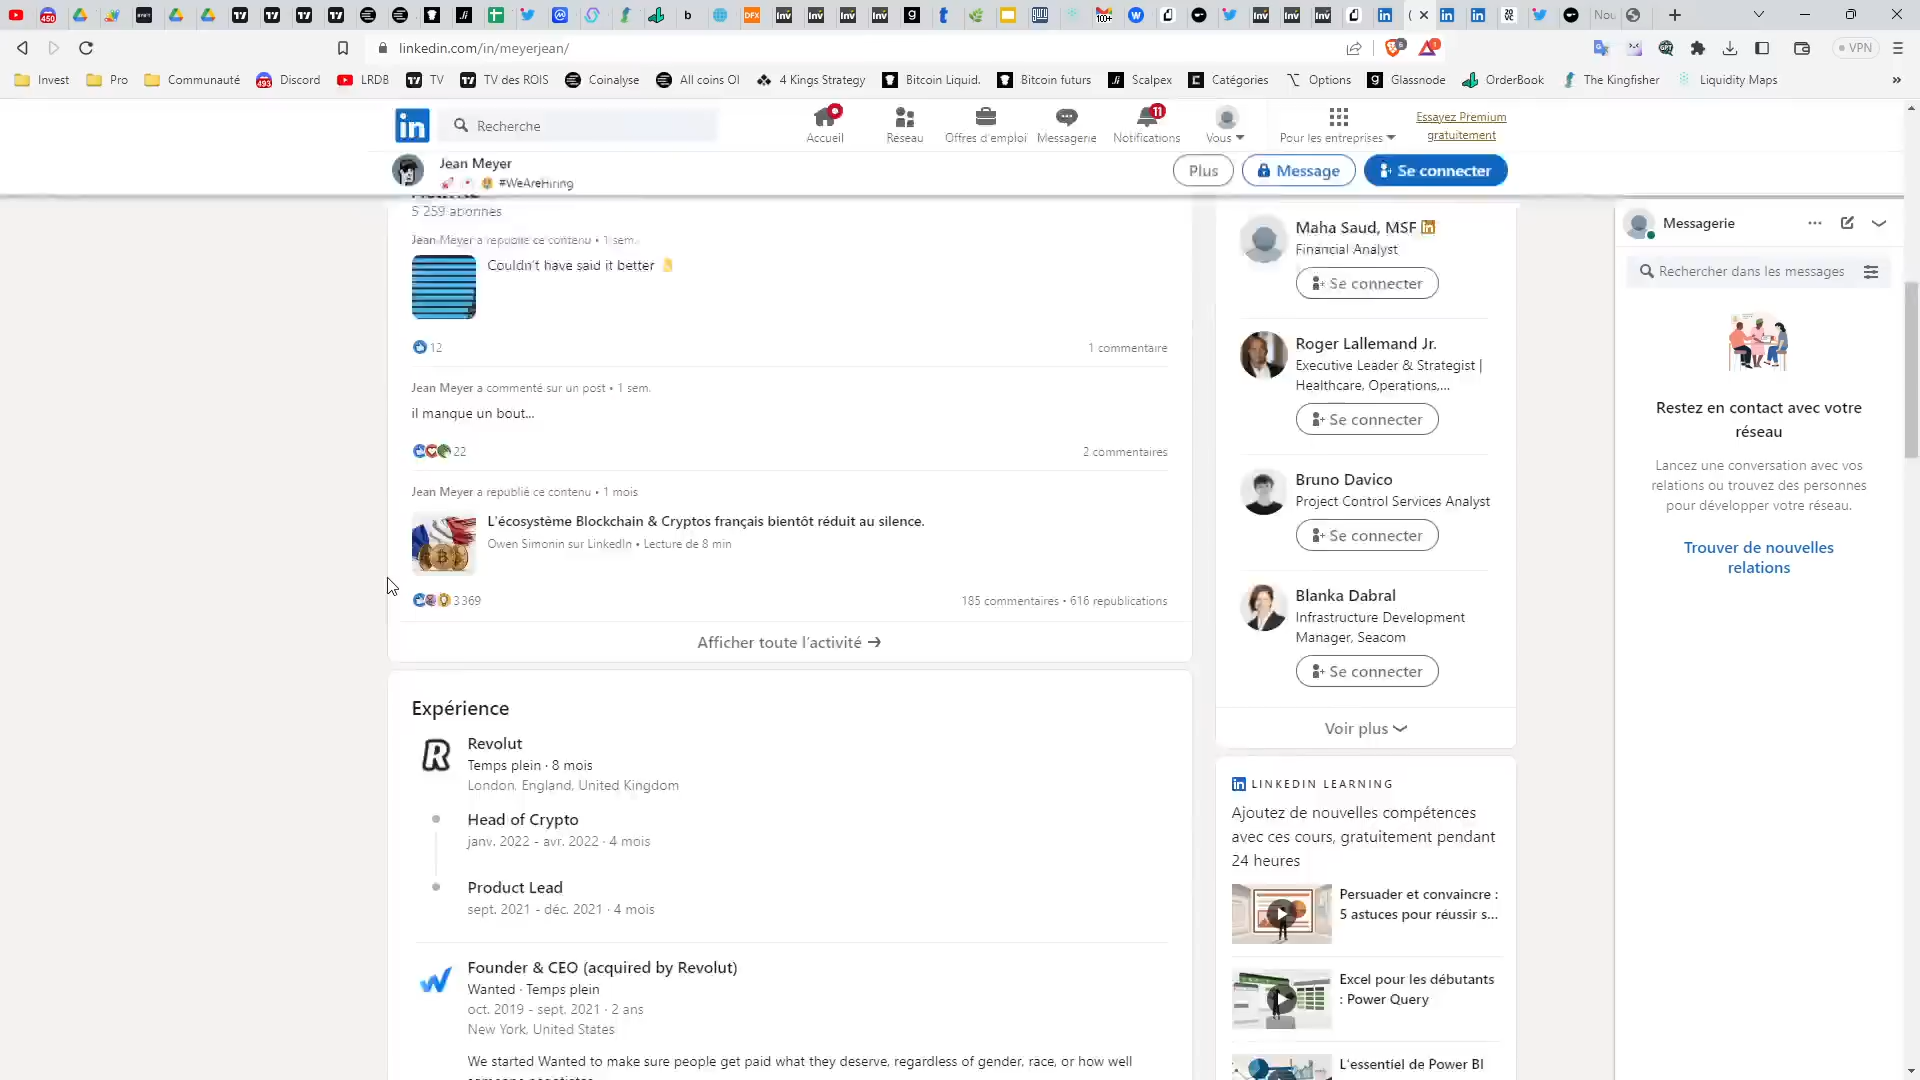 linkedin.com/in/meyerjean/
VPN
Invest
Pro
Communauté
Discord
LRDB
TV
TV des ROIS
Coinalyse
All coins OI
4 Kings Strategy
Bitcoin Liquid.
Bitcoin futurs
Scalpex
Catégories
Options
Glassnode
OrderBook
The Kingfisher
Liquidity Maps
in
Recherche
Accueil
Réseau
Offres d'emploi
Messagerie
11
Notifications
Vous
Pour les entreprises
Essayez Premium
gratuitement
Jean Meyer
#WeAreHiring
Plus
Message
Se connecter
5 259 abonnés
Jean Meyer a republié ce contenu • 1 sem.
Couldn't have said it better
12
1 commentaire
Jean Meyer a commenté sur un post • 1 sem.
il manque un bout...
22
2 commentaires
Jean Meyer a republié ce contenu • 1 mois
L'écosystème Blockchain & Cryptos français bientôt réduit au silence.
Owen Simonin sur LinkedIn • Lecture de 8 min
3 369
185 commentaires • 616 republications
Afficher toute l'activité →
Expérience
Revolut
Temps plein · 8 mois
London, England, United Kingdom
Head of Crypto
janv. 2022 - avr. 2022 · 4 mois
Product Lead
sept. 2021 - déc. 2021 · 4 mois
Founder & CEO (acquired by Revolut)
Wanted · Temps plein
oct. 2019 - sept. 2021 · 2 ans
New York, United States
We started Wanted to make sure people get paid what they deserve, regardless of gender, race, or how well
Maha Saud, MSF
Financial Analyst
Se connecter
Roger Lallemand Jr.
Executive Leader & Strategist |
Healthcare, Operations,...
Se connecter
Bruno Davico
Project Control Services Analyst
Se connecter
Blanka Dabral
Infrastructure Development
Manager, Seacom
Se connecter
Voir plus
in LINKEDIN LEARNING
Ajoutez de nouvelles compétences
avec ces cours, gratuitement pendant
24 heures
Persuader et convaincre :
5 astuces pour réussir s...
Excel pour les débutants
: Power Query
L'essentiel de Power BI
Messagerie
Rechercher dans les messages
Restez en contact avec votre
réseau
Lancez une conversation avec vos
relations ou trouvez des personnes
pour développer votre réseau.
Trouver de nouvelles
relations